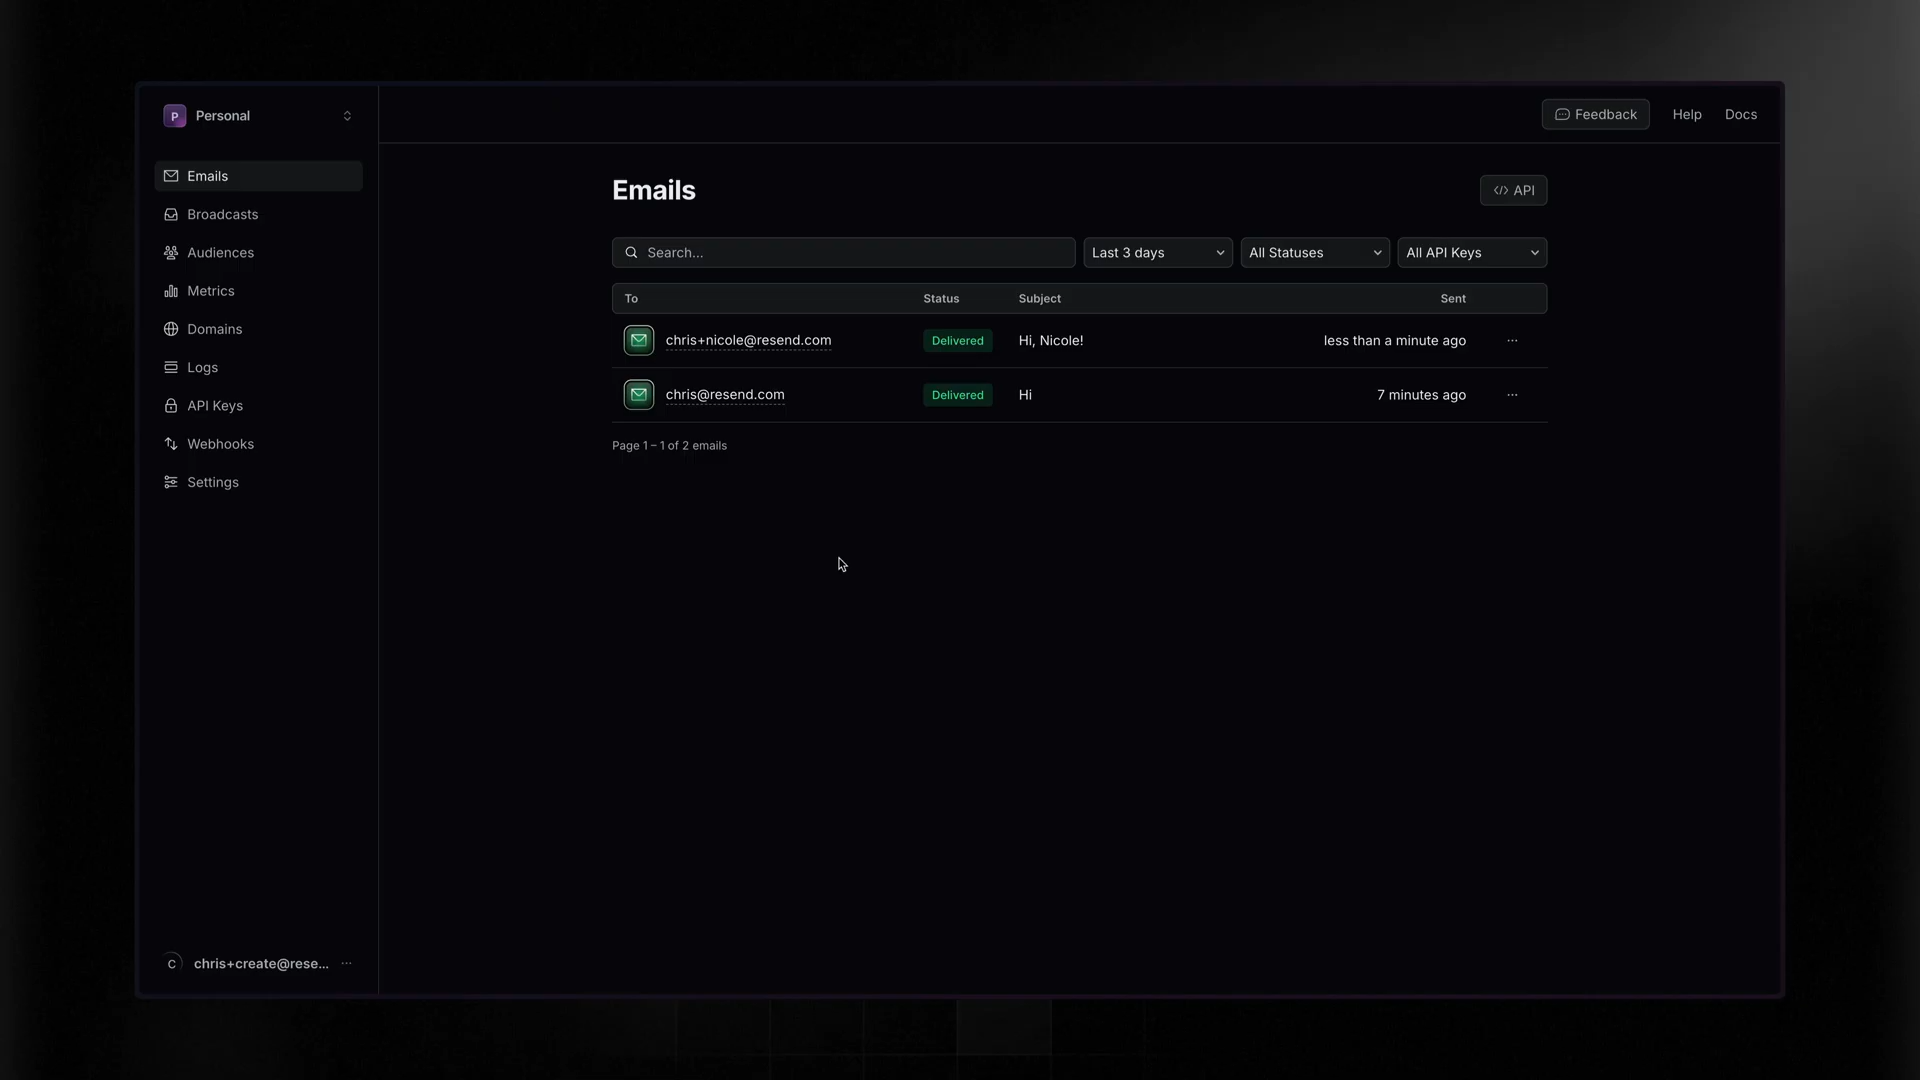 P Personal
Feedback Help Docs
Emails
Broadcasts
Audiences
Metrics
Domains
Logs
API Keys
Webhooks
Settings
C chris+create@rese... ...
Emails
API
Search... Last 3 days All Statuses All API Keys
To Status Subject Sent
chris+nicole@resend.com Delivered Hi, Nicole! less than a minute ago ...
chris@resend.com Delivered Hi 7 minutes ago ...
Page 1 – 1 of 2 emails